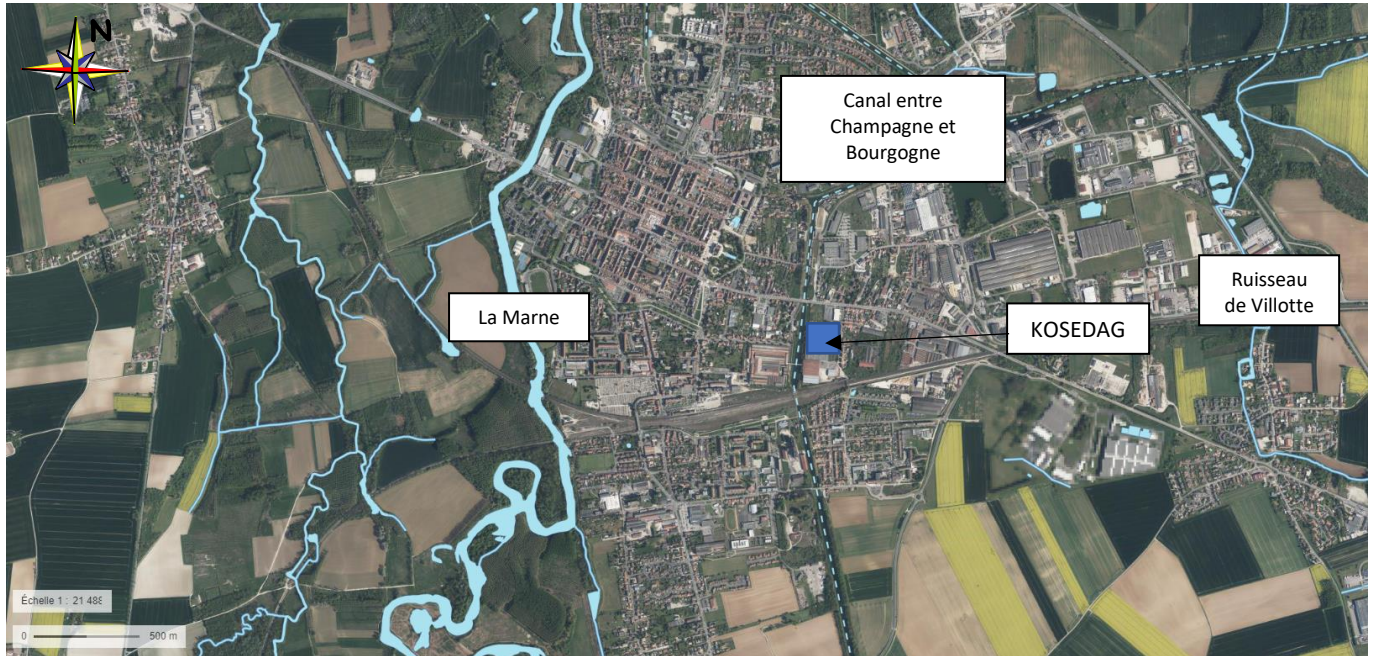 N
Canal entre
Champagne et
Bourgogne
Ruisseau
de Villotte
La Marne
KOSEDAG
Échelle 1 : 21 488
0 500 m